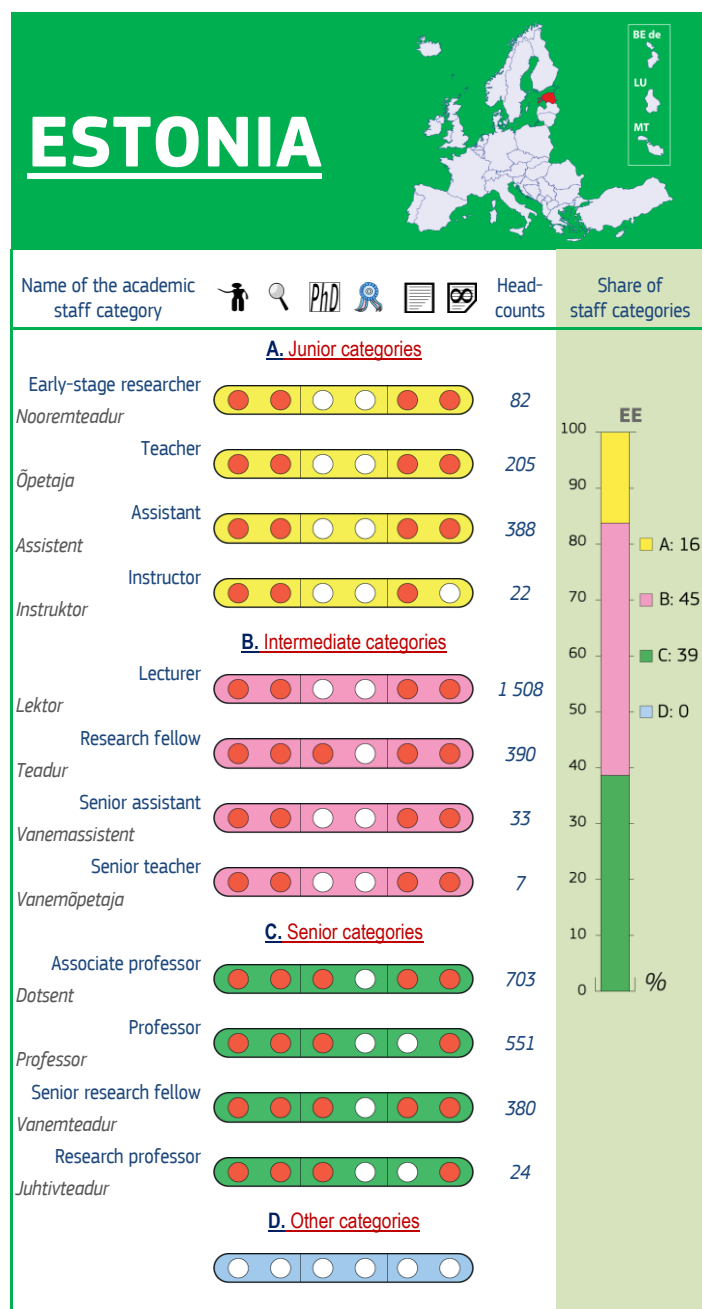 BE de
LU
MT
ESTONIA
Name of the academic
staff category
PhD
Head-
counts
Share of
staff categories
A. Junior categories
Early-stage researcher
Nooremteadur
82
Teacher
Õpetaja
205
Assistant
Assistent
388
Instructor
Instruktor
22
B. Intermediate categories
Lecturer
Lektor
1 508
Research fellow
Teadur
390
Senior assistant
Vanemassistent
33
Senior teacher
Vanemõpetaja
7
C. Senior categories
Associate professor
Dotsent
703
Professor
Professor
551
Senior research fellow
Vanemteadur
380
Research professor
Juhtivteadur
24
D. Other categories
EE
100
90
80
70
60
50
40
30
20
10
0
%
A: 16
B: 45
C: 39
D: 0